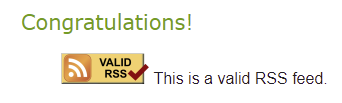 Congratulations!
VALID
RSS This is a valid RSS feed.